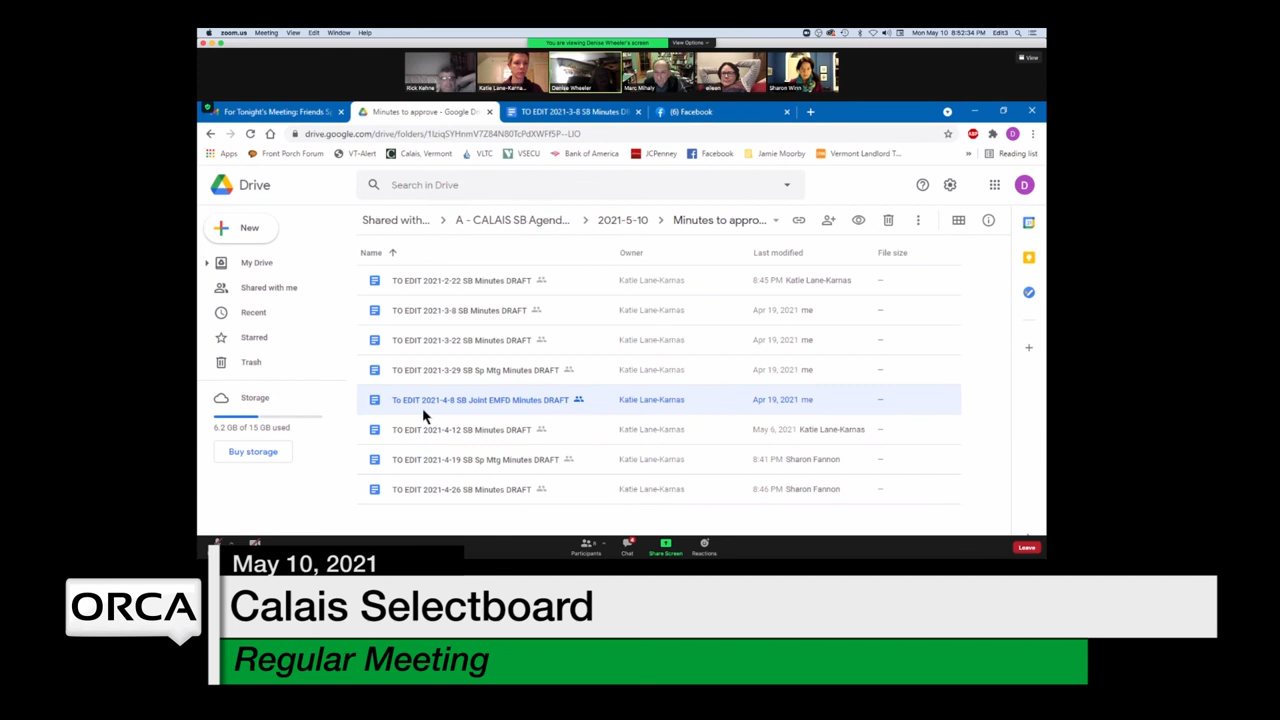 zoom.us Meeting View Edit Window Help
Mon May 10 8:52:34 PM Edit3
You are viewing Denise Wheeler's screen View Options
View
Rick Kehne Katie Lane-Karna... Denise Wheeler Marc Mihaly eileen Sharon Winn
For Tonight's Meeting: Friends S Minutes to approve - Google Dr TO EDIT 2021-3-8 SB Minutes D (6) Facebook
Apps Front Porch Forum VT-Alert Calais, Vermont VLTC VSECU Bank of America JCPenney Facebook Jamie Moorby Vermont Landlord T... Reading list
Drive
Search in Drive
D
New
Shared with... A - CALAIS SB Agend... 2021-5-10 Minutes to appro...
Name Owner Last modified File size
My Drive
Shared with me
Recent
Starred
Trash
Storage
6.2 GB of 15 GB used
Buy storage
TO EDIT 2021-2-22 SB Minutes DRAFT Katie Lane-Karnas 8:45 PM Katie Lane-Karnas –
TO EDIT 2021-3-8 SB Minutes DRAFT Katie Lane-Karnas Apr 19, 2021 me –
TO EDIT 2021-3-22 SB Minutes DRAFT Katie Lane-Karnas Apr 19, 2021 me –
TO EDIT 2021-3-29 SB Sp Mtg Minutes DRAFT Katie Lane-Karnas Apr 19, 2021 me –
To EDIT 2021-4-8 SB Joint EMFD Minutes DRAFT Katie Lane-Karnas Apr 19, 2021 me –
TO EDIT 2021-4-12 SB Minutes DRAFT Katie Lane-Karnas May 6, 2021 Katie Lane-Karnas –
TO EDIT 2021-4-19 SB Sp Mtg Minutes DRAFT Katie Lane-Karnas 8:41 PM Sharon Fannon –
TO EDIT 2021-4-26 SB Minutes DRAFT Katie Lane-Karnas 8:46 PM Sharon Fannon –
Participants Chat Share Screen Reactions
Leave
May 10, 2021
ORCA
Calais Selectboard
Regular Meeting